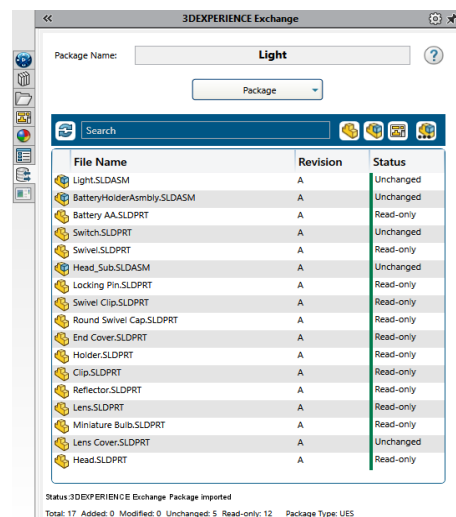 3DEXPERIENCE Exchange
Package Name: Light ?
Package
Search
File Name Revision Status
Light.SLDASM A Unchanged
BatteryHolderAsmbly.SLDASM A Unchanged
Battery AA.SLDPRT A Read-only
Switch.SLDPRT A Unchanged
Swivel.SLDPRT A Read-only
Head_Sub.SLDASM A Unchanged
Locking Pin.SLDPRT A Read-only
Swivel Clip.SLDPRT A Read-only
Round Swivel Cap.SLDPRT A Read-only
End Cover.SLDPRT A Read-only
Holder.SLDPRT A Read-only
Clip.SLDPRT A Read-only
Reflector.SLDPRT A Read-only
Lens.SLDPRT A Read-only
Miniature Bulb.SLDPRT A Read-only
Lens Cover.SLDPRT A Unchanged
Head.SLDPRT A Read-only
Status:3DEXPERIENCE Exchange Package imported
Total: 17 Added: 0 Modified: 0 Unchanged: 5 Read-only: 12 Package Type: UES